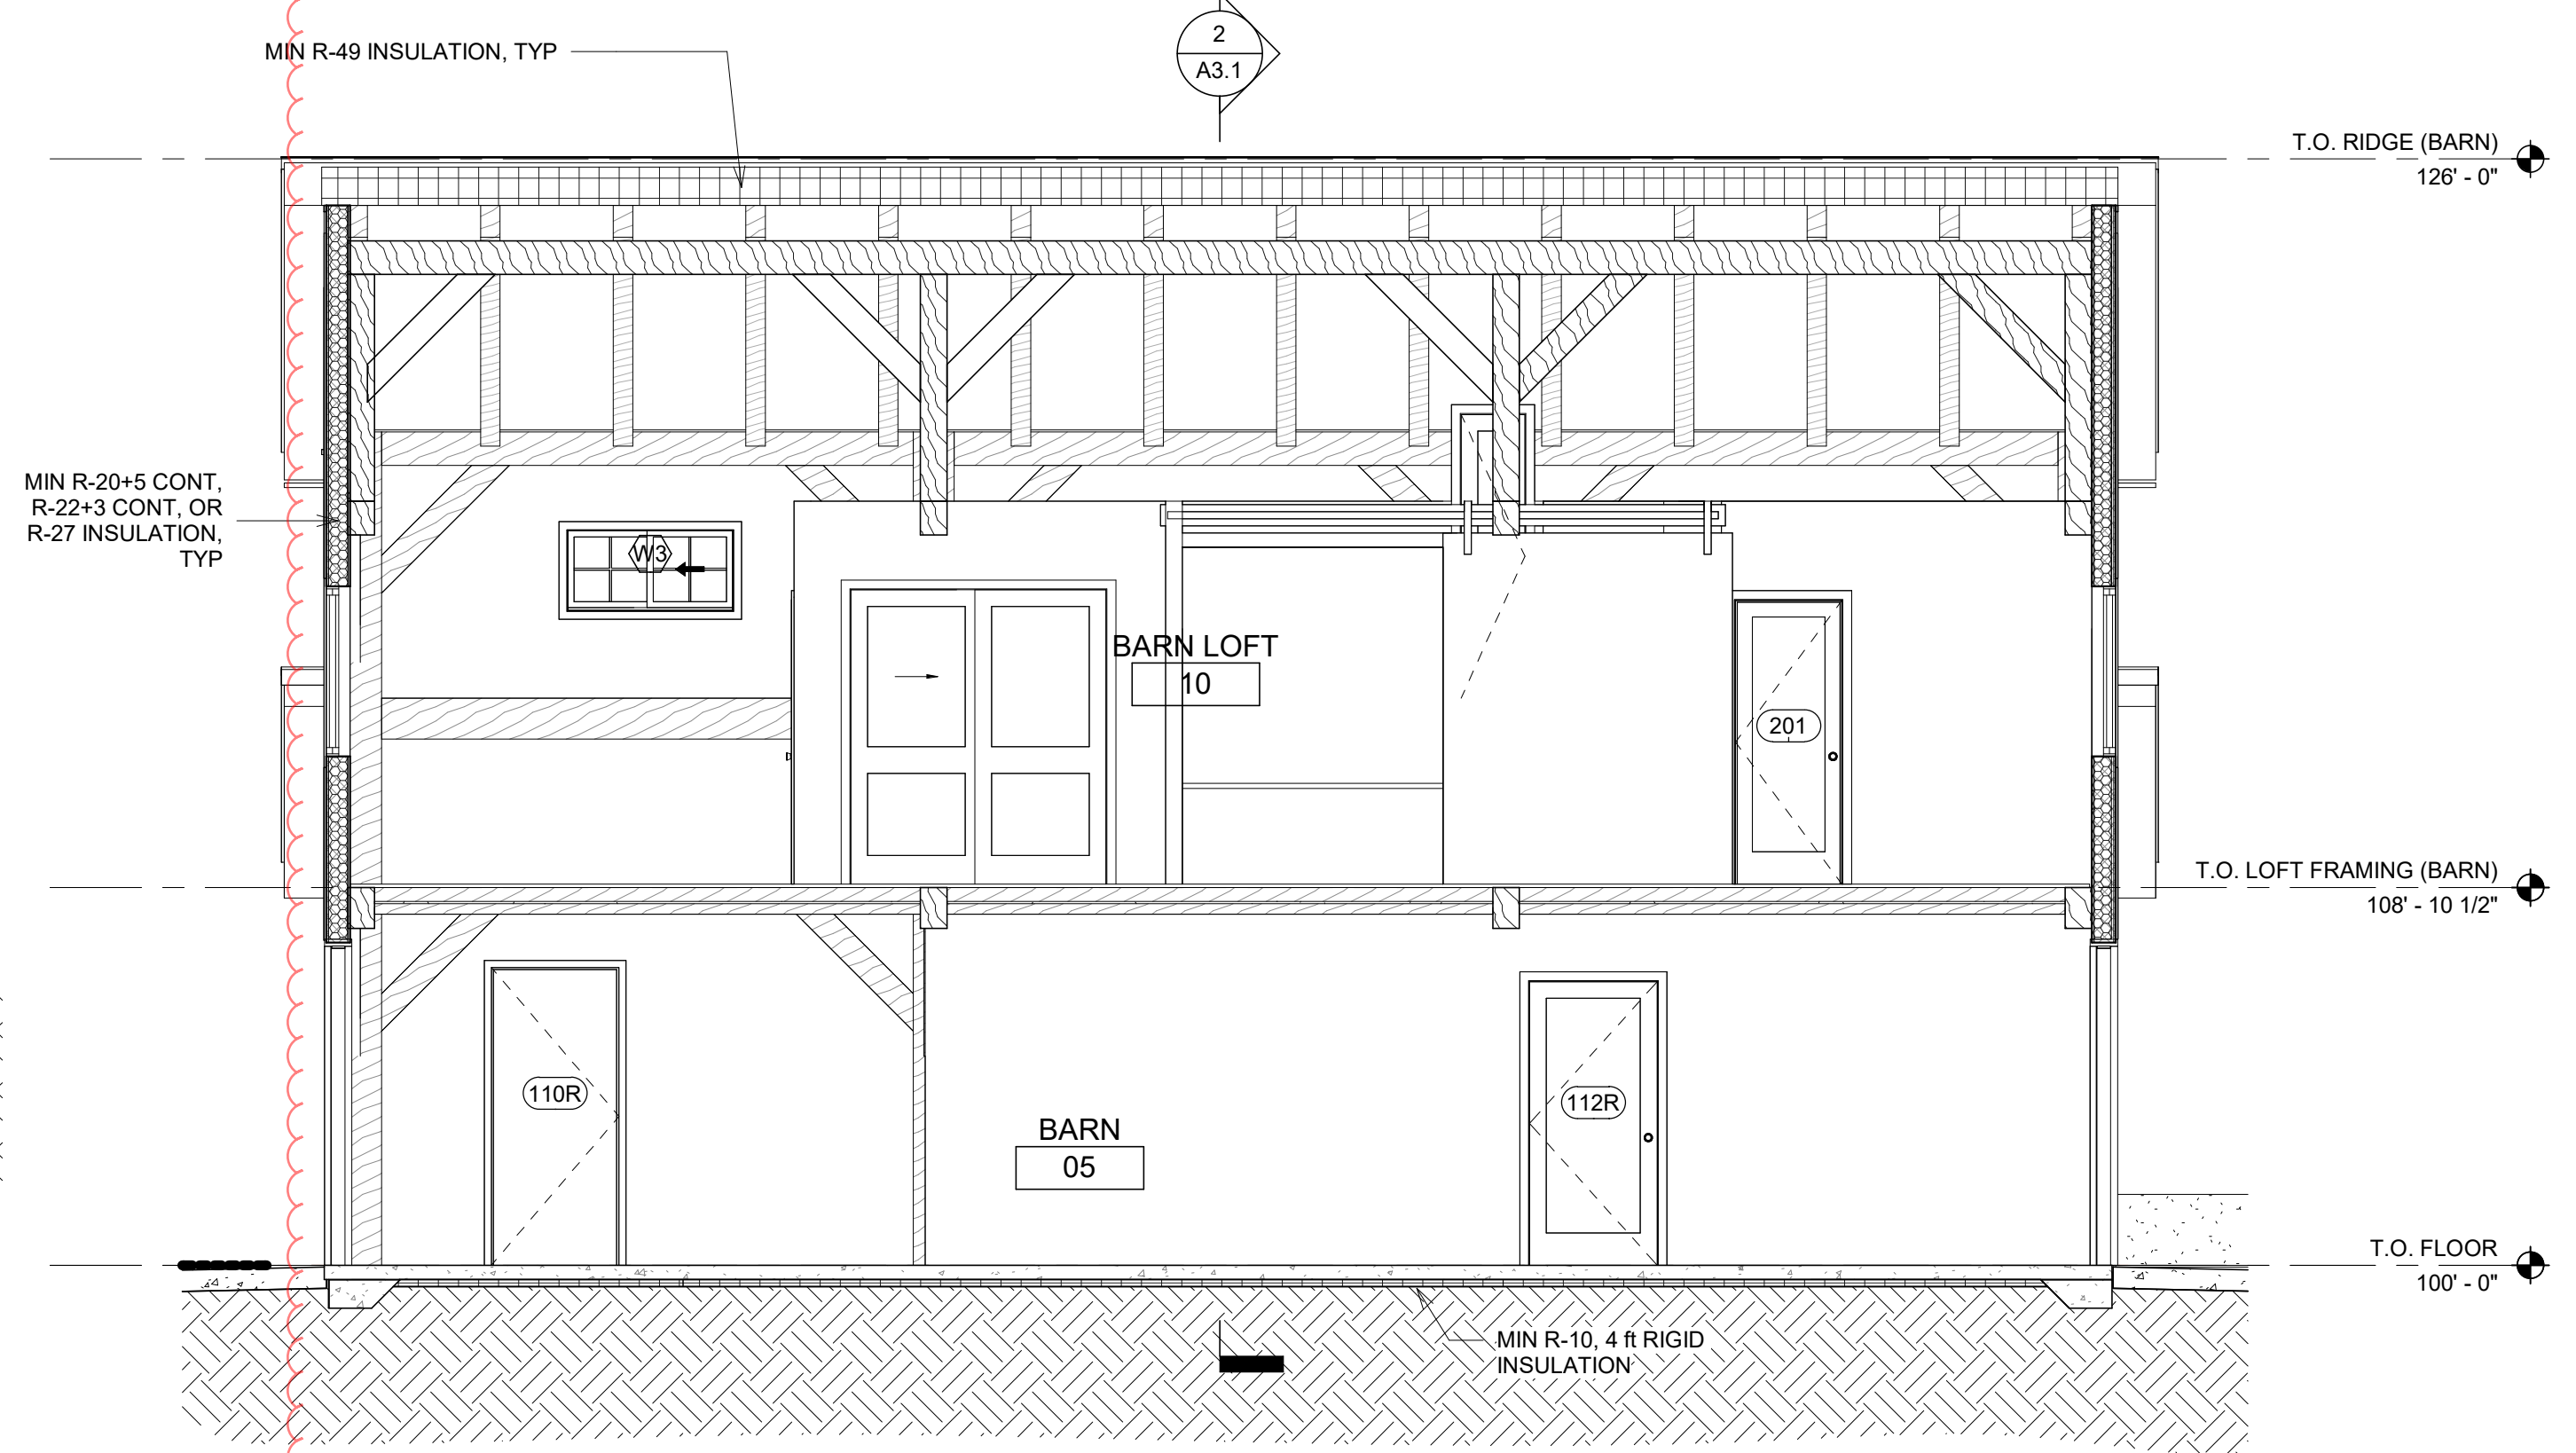 2
A3.1
MIN R-49 INSULATION, TYP
T.O. RIDGE (BARN)
126' - 0"
MIN R-20+5 CONT,
R-22+3 CONT, OR
R-27 INSULATION,
TYP
W3
BARN LOFT
10
201
T.O. LOFT FRAMING (BARN)
108' - 10 1/2"
110R
112R
BARN
05
T.O. FLOOR
100' - 0"
MIN R-10, 4 ft RIGID
INSULATION